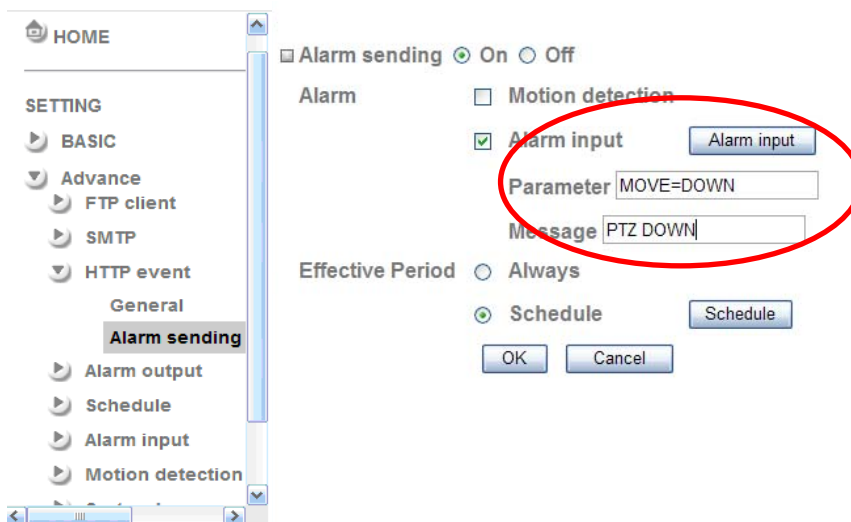 HOME
SETTING
BASIC
Advance
FTP client
SMTP
HTTP event
General
Alarm sending
Alarm output
Schedule
Alarm input
Motion detection
Alarm sending On Off
Alarm Motion detection
Alarm input Alarm input
Parameter MOVE=DOWN
Message PTZ DOWN
Effective Period Always
Schedule Schedule
OK Cancel